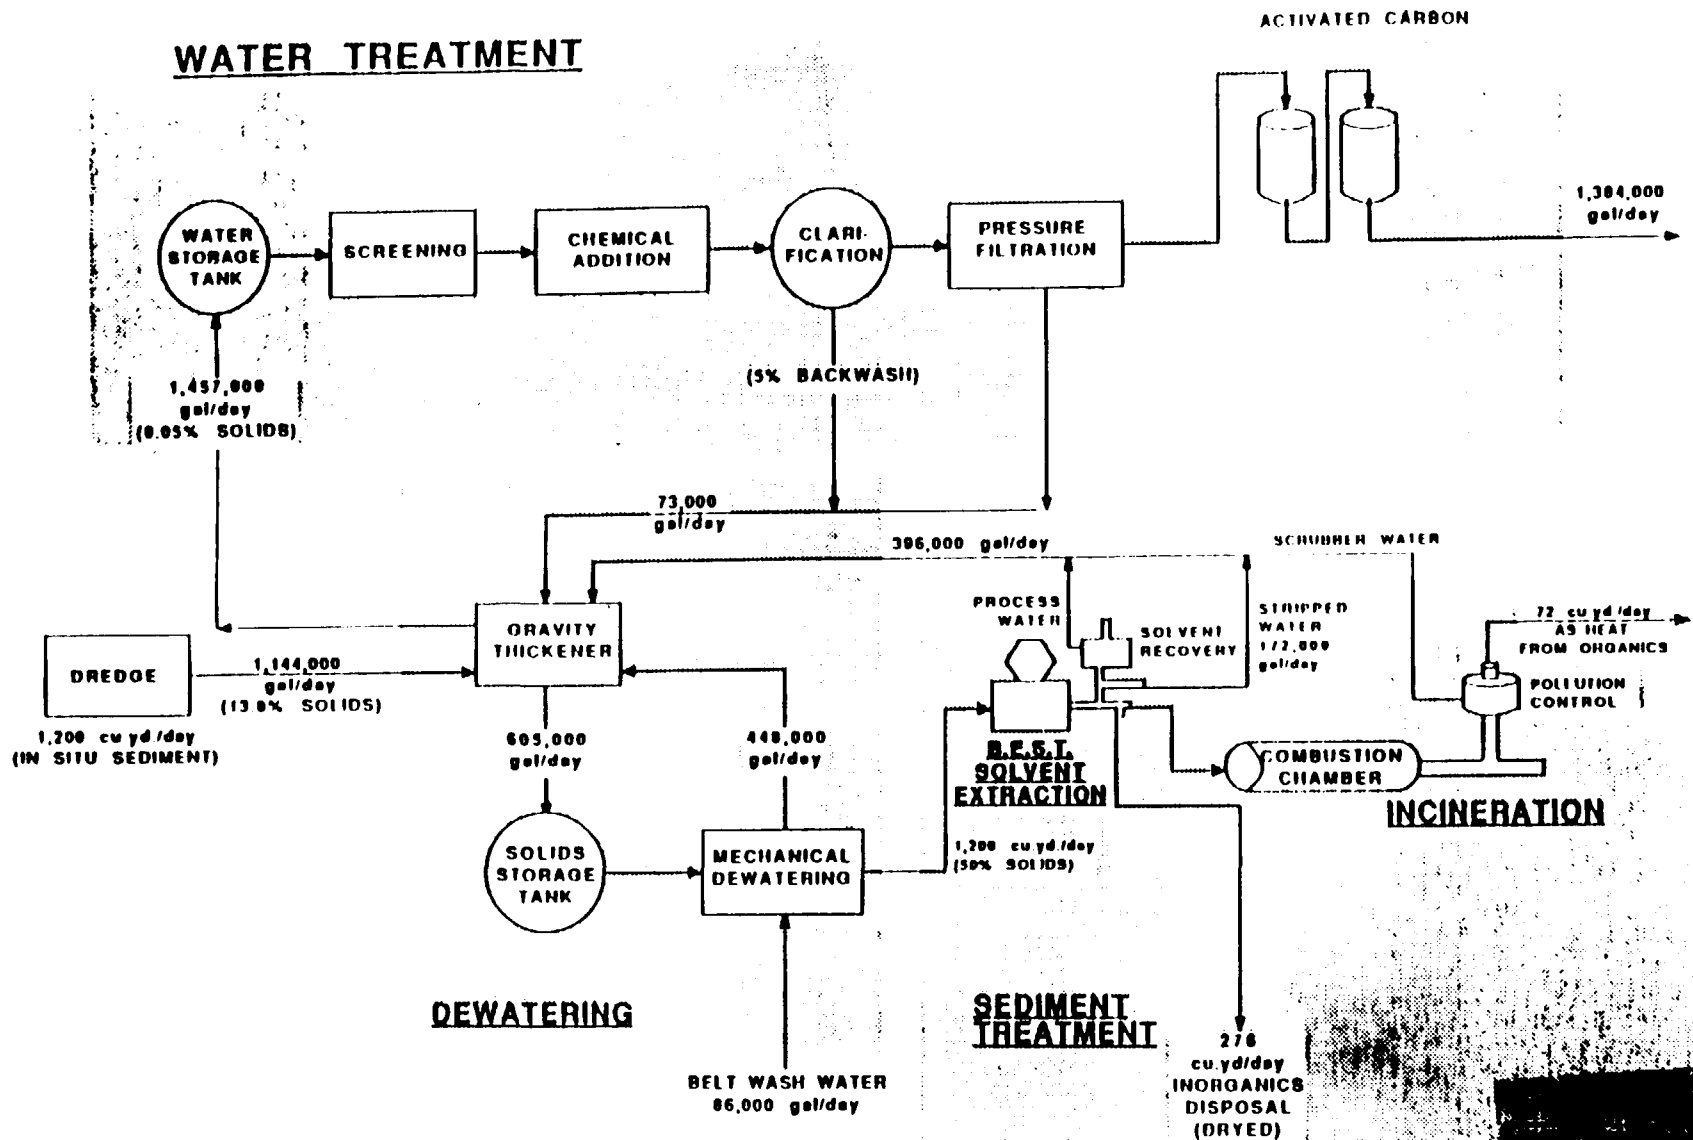 ACTIVATED CARBON
WATER TREATMENT
1,384,000
gal/day
WATER
STORAGE
TANK
SCREENING
CHEMICAL
ADDITION
CLARI-
FICATION
PRESSURE
FILTRATION
1,457,000
gal/day
(0.05% SOLIDS)
(5% BACKWASH)
73,000
gal/day
396,000 gal/day
SCRUBBER WATER
DREDGE
1,144,000
gal/day
(13.0% SOLIDS)
1,200 cu yd/day
(IN SITU SEDIMENT)
GRAVITY
THICKENER
PROCESS
WATER
SOLVENT
RECOVERY
STRIPPED
WATER
172,000
gal/day
72 cu yd/day
AS HEAT
FROM ORGANICS
POLLUTION
CONTROL
605,000
gal/day
448,000
gal/day
B.E.S.T.
SOLVENT
EXTRACTION
COMBUSTION
CHAMBER
INCINERATION
SOLIDS
STORAGE
TANK
MECHANICAL
DEWATERING
1,200 cu.yd./day
(50% SOLIDS)
DEWATERING
SEDIMENT
TREATMENT
BELT WASH WATER
86,000 gal/day
276
cu.yd/day
INORGANICS
DISPOSAL
(DRYED)